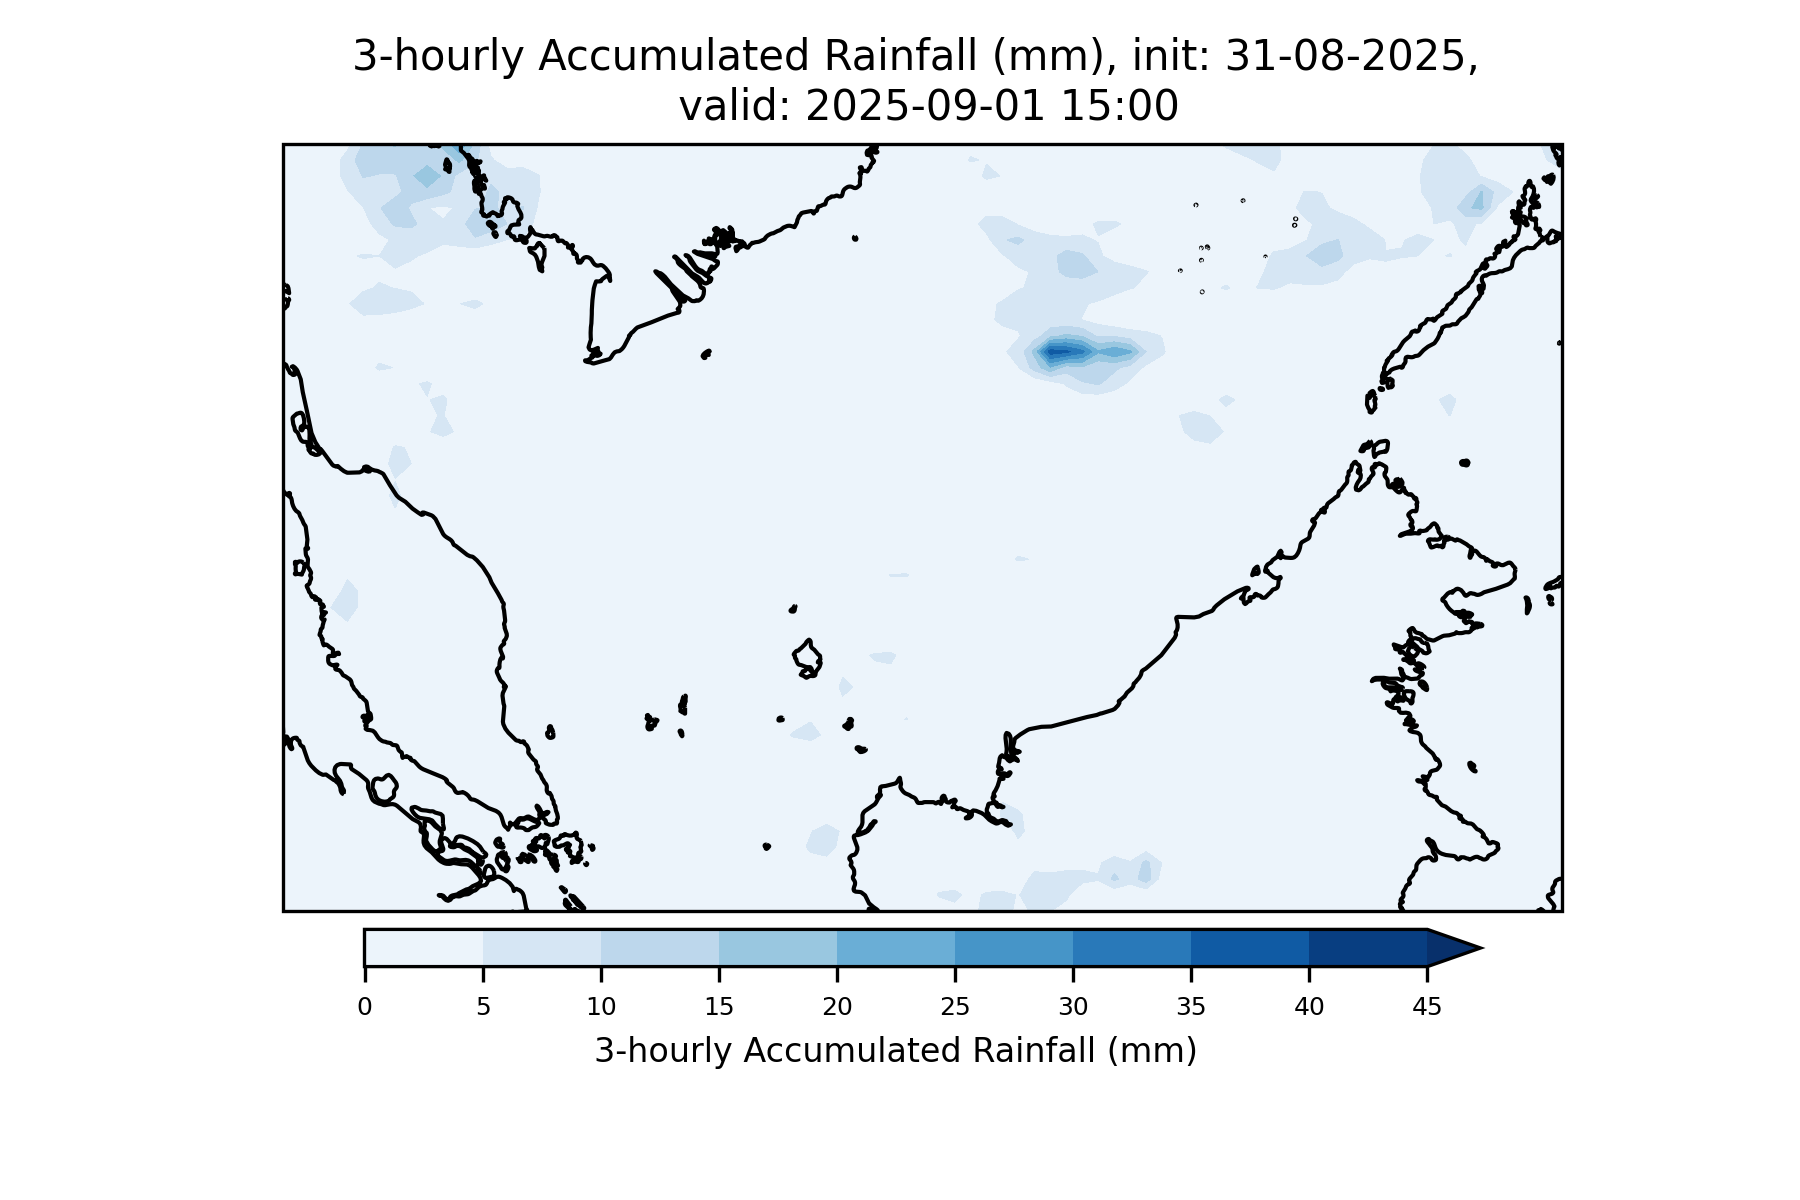 3-hourly Accumulated Rainfall (mm), init: 31-08-2025,
valid: 2025-09-01 15:00
0 5 10 15 20 25 30 35 40 45
3-hourly Accumulated Rainfall (mm)